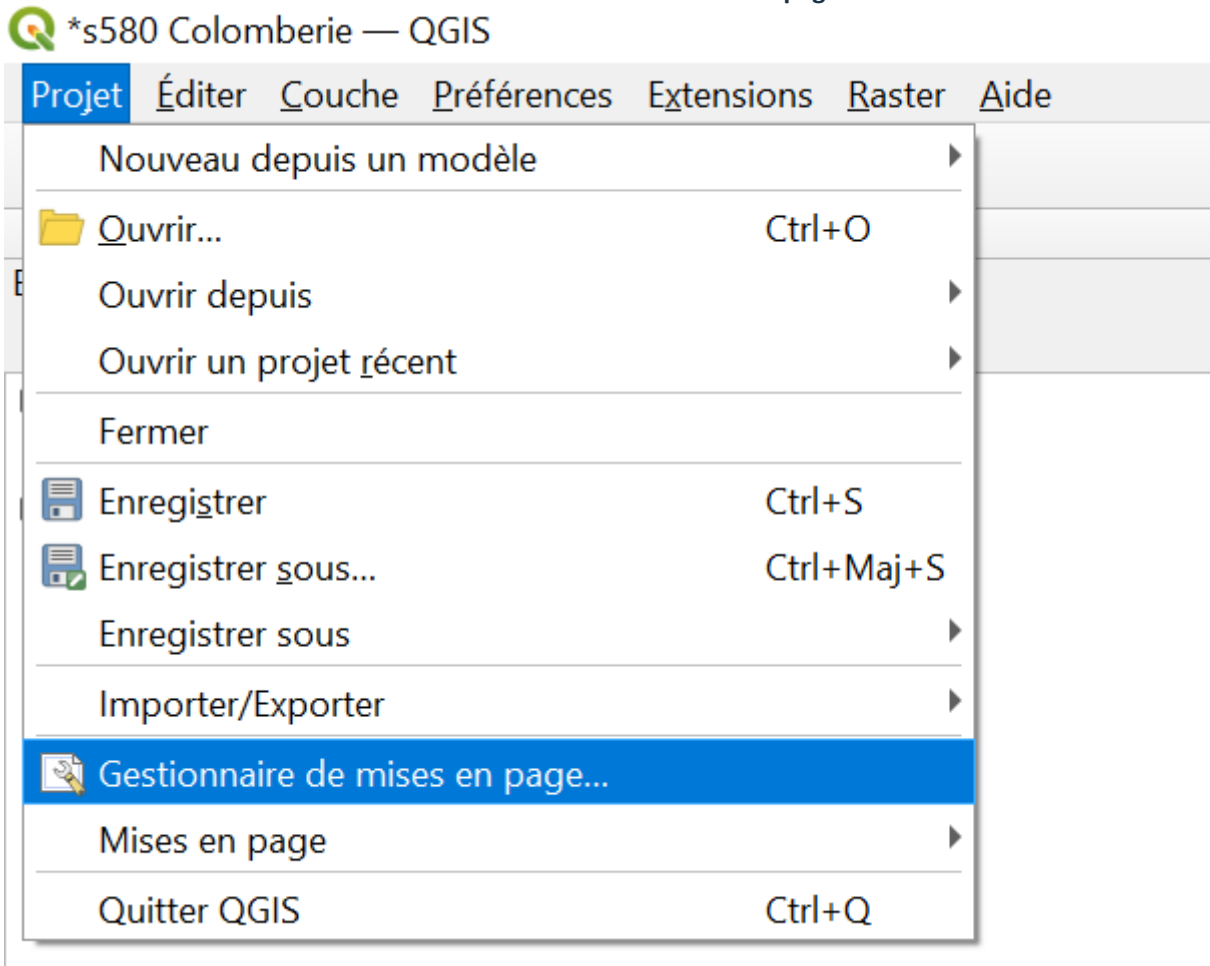 *s580 Colomberie — QGIS
Projet Éditer Couche Préférences Extensions Raster Aide
Nouveau depuis un modèle
Ouvrir... Ctrl+O
Ouvrir depuis
Ouvrir un projet récent
Fermer
Enregistrer Ctrl+S
Enregistrer sous... Ctrl+Maj+S
Enregistrer sous
Importer/Exporter
Gestionnaire de mises en page...
Mises en page
Quitter QGIS Ctrl+Q